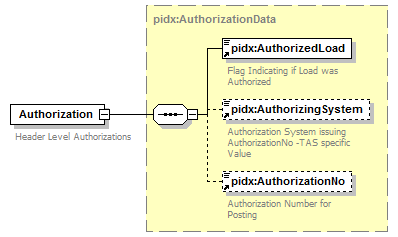 pidx:AuthorizationData
pidx:AuthorizedLoad
Flag Indicating if Load was
Authorized
Authorization
Header Level Authorizations
pidx:AuthorizingSystem
Authorization System issuing
AuthorizationNo -TAS specific
Value
pidx:AuthorizationNo
Authorization Number for
Posting